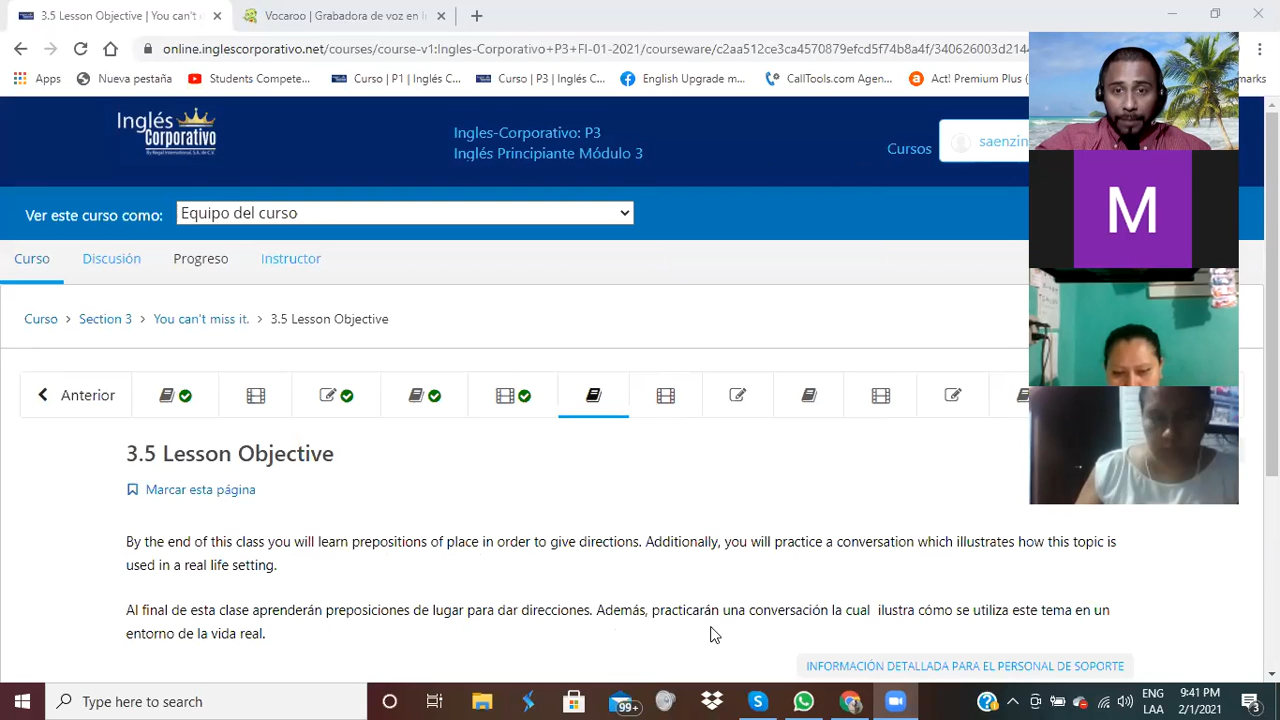 3.5 Lesson Objective | You can't
Vocaroo | Grabadora de voz en I
online.inglescorporativo.net/courses/course-v1:Ingles-Corporativo+P3+FI-01-2021/courseware/c2aa512ce3ca4570879efcd5f74b8a4f/340626003d214
Apps
Nueva pestaña
Students Compete...
Curso | P1 | Inglés C...
Curso | P3 | Inglés C...
English Upgrade m...
CallTools.com Agen...
Act! Premium Plus (
marks
Inglés
Corporativo
By Regal International, S.A. de C.V.
Ingles-Corporativo: P3
Inglés Principiante Módulo 3
Cursos
saenzin
Ver este curso como:
Equipo del curso
Curso
Discusión
Progreso
Instructor
Curso > Section 3 > You can't miss it. > 3.5 Lesson Objective
Anterior
M
3.5 Lesson Objective
Marcar esta página
By the end of this class you will learn prepositions of place in order to give directions. Additionally, you will practice a conversation which illustrates how this topic is
used in a real life setting.
Al final de esta clase aprenderán preposiciones de lugar para dar direcciones. Además, practicarán una conversación la cual ilustra cómo se utiliza este tema en un
entorno de la vida real.
INFORMACIÓN DETALLADA PARA EL PERSONAL DE SOPORTE
Type here to search
99+
ENG
LAA
9:41 PM
2/1/2021
3